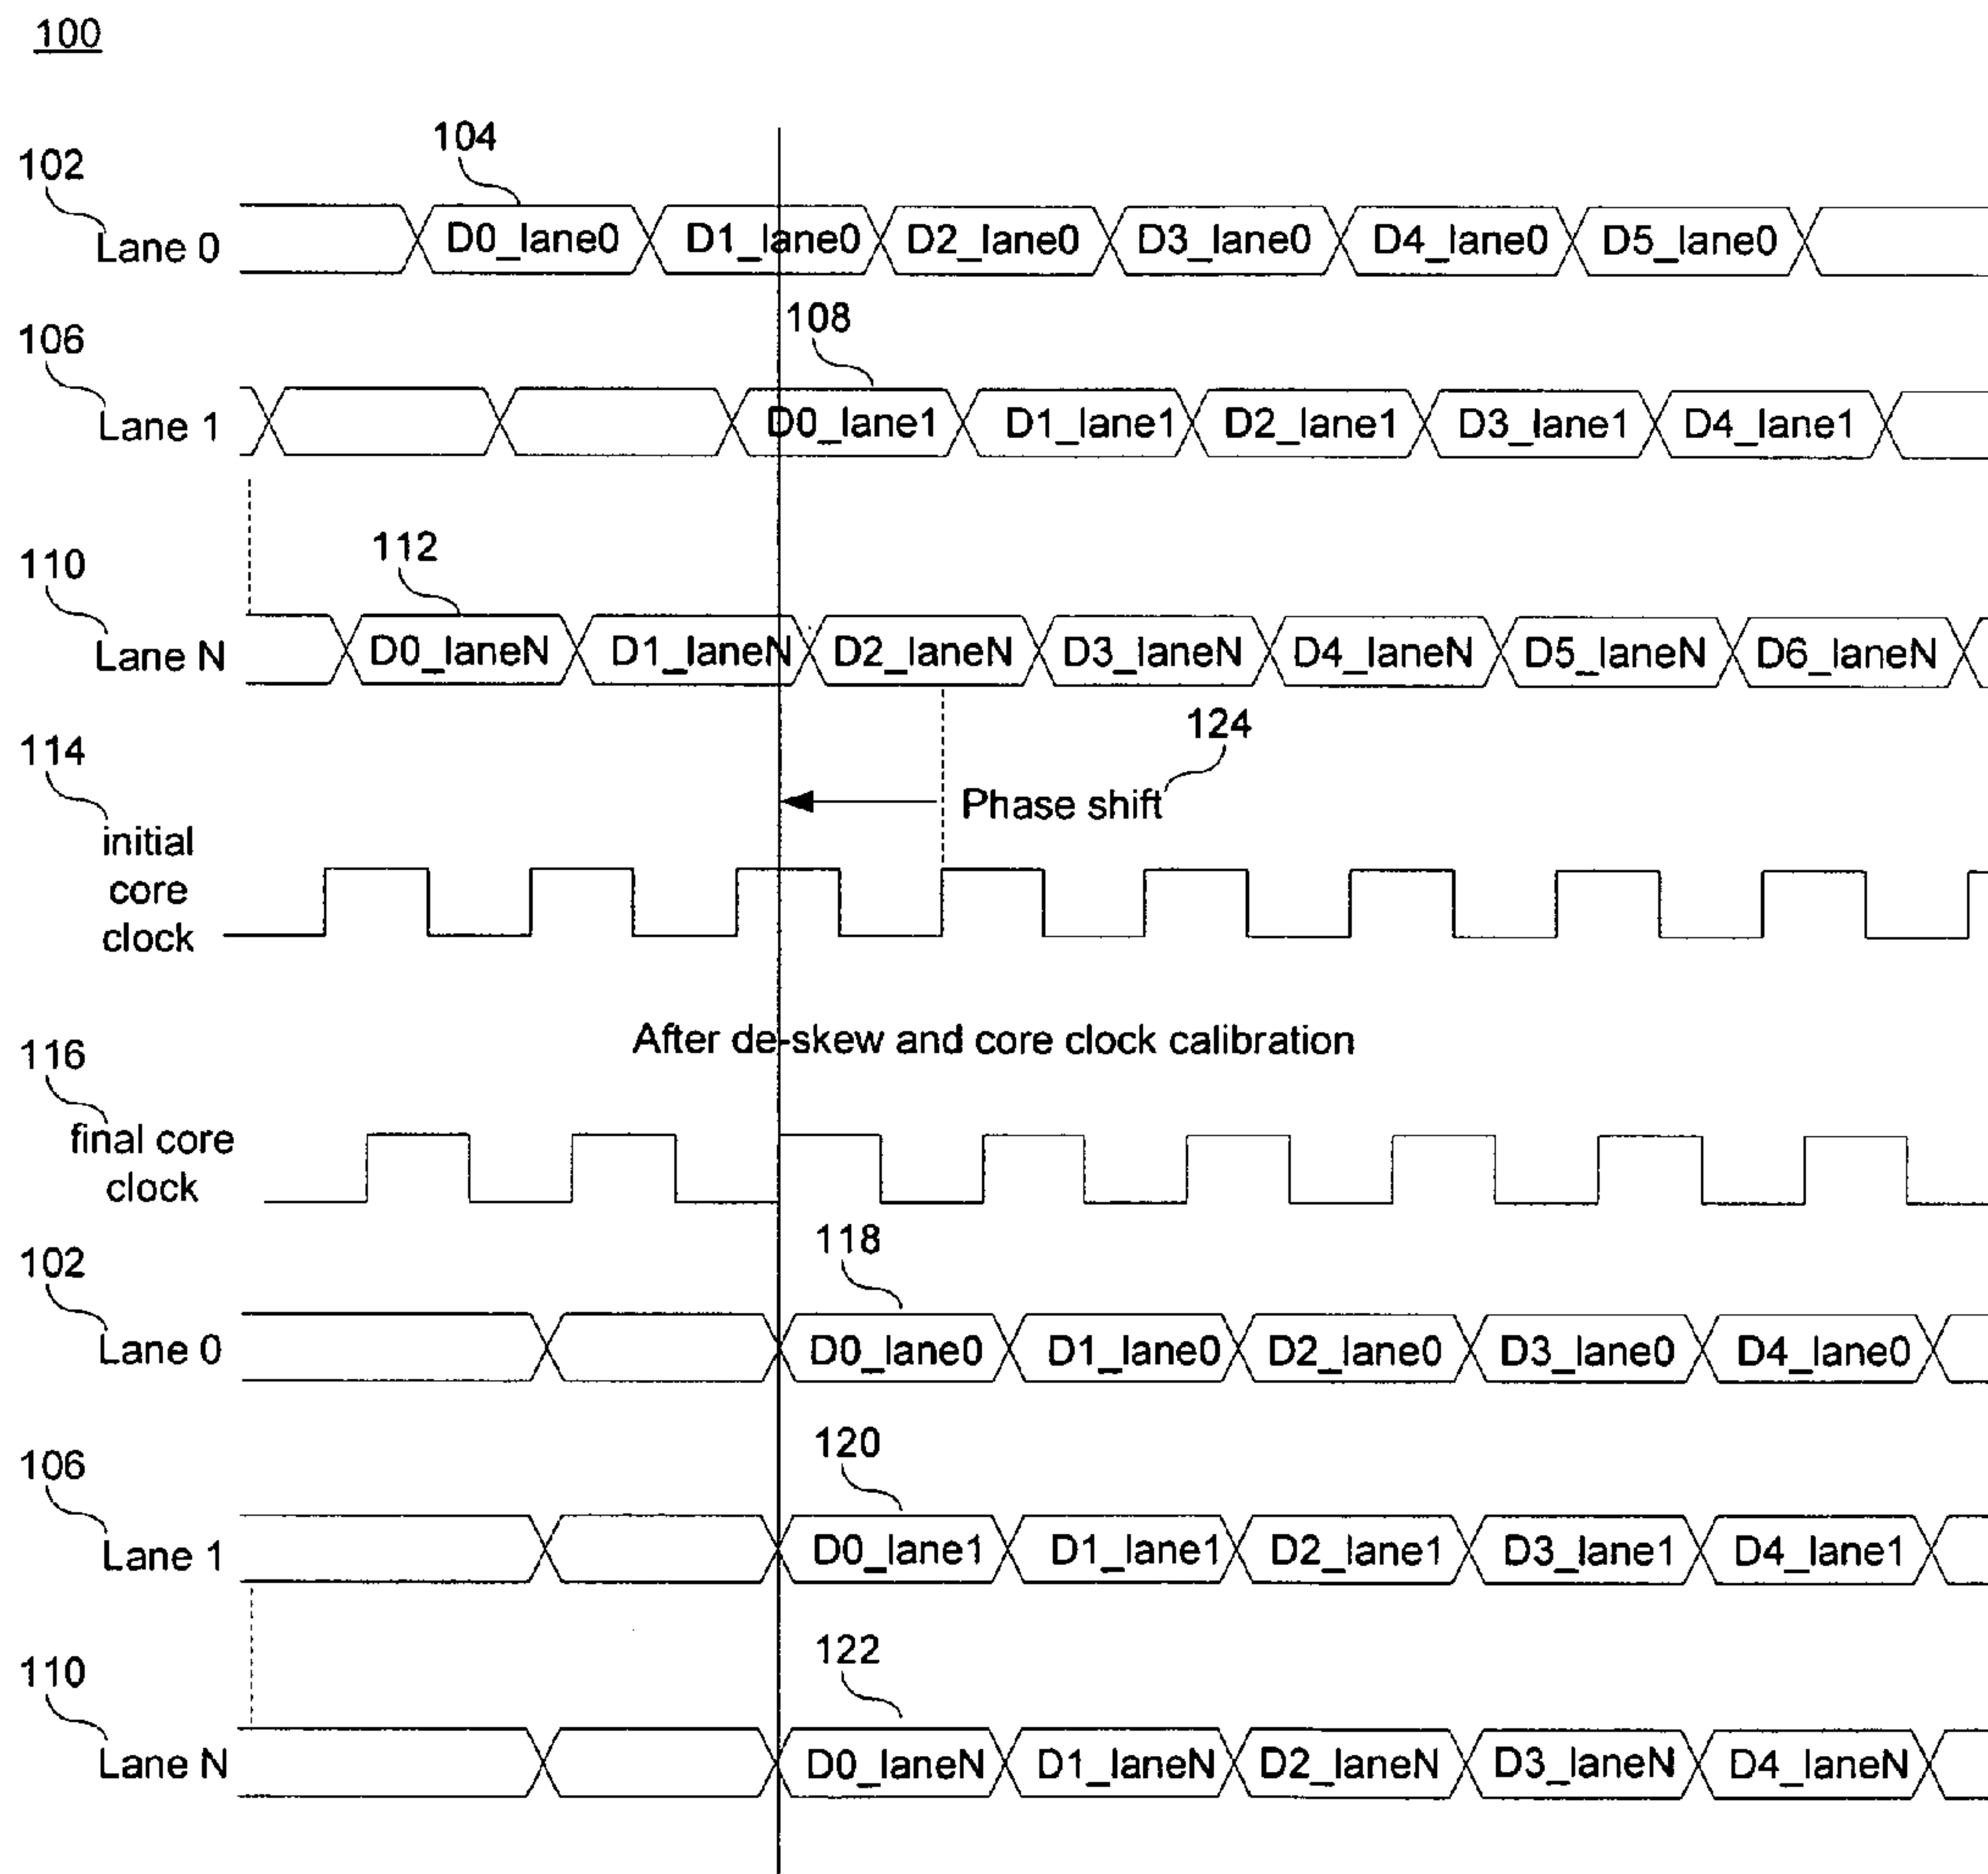 100
104
102
Lane 0
D0_lane0 D1_lane0 D2_lane0 D3_lane0 D4_lane0 D5_lane0
108
106
Lane 1
D0_lane1 D1_lane1 D2_lane1 D3_lane1 D4_lane1
112
110
Lane N
D0_laneN D1_laneN D2_laneN D3_laneN D4_laneN D5_laneN D6_laneN
124
114
Phase shift
initial
core
clock
After de-skew and core clock calibration
116
final core
clock
118
102
Lane 0
D0_lane0 D1_lane0 D2_lane0 D3_lane0 D4_lane0
120
106
Lane 1
D0_lane1 D1_lane1 D2_lane1 D3_lane1 D4_lane1
122
110
Lane N
D0_laneN D1_laneN D2_laneN D3_laneN D4_laneN